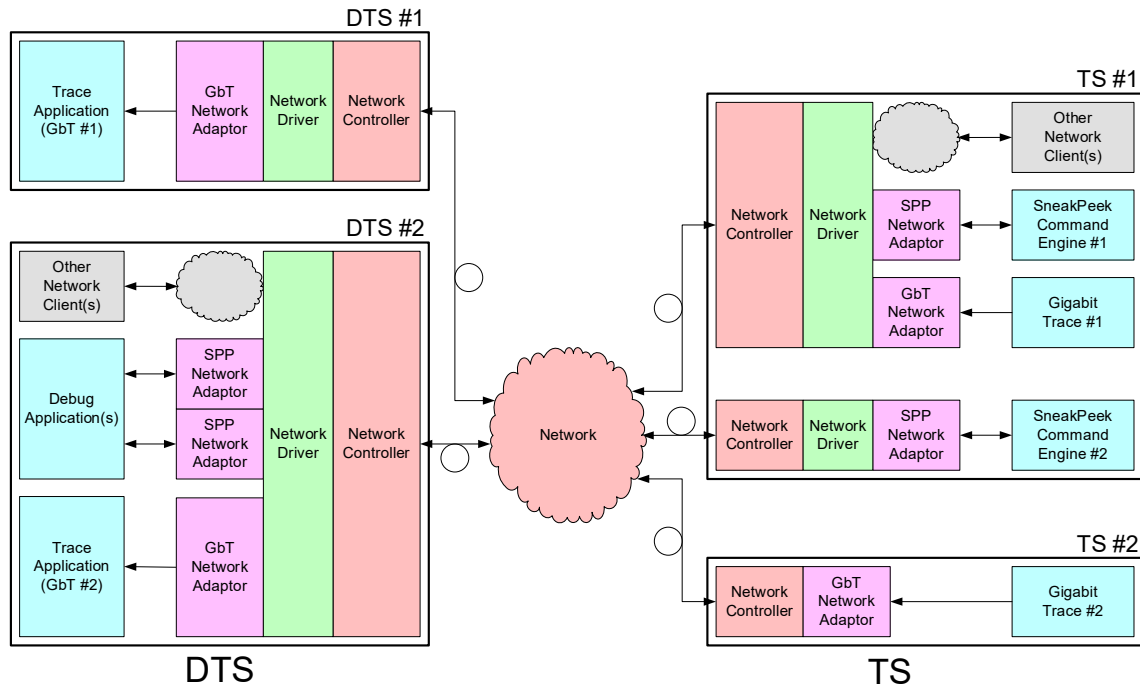 DTS #1
Trace
Application
(GbT #1)
GbT
Network
Adaptor
Network
Driver
Network
Controller
DTS #2
Other
Network
Client(s)
Debug
Application(s)
SPP
Network
Adaptor
SPP
Network
Adaptor
Trace
Application
(GbT #2)
GbT
Network
Adaptor
Network
Driver
Network
Controller
DTS
Network
TS #1
Network
Controller
Network
Driver
Other
Network
Client(s)
SPP
Network
Adaptor
SneakPeek
Command
Engine #1
GbT
Network
Adaptor
Gigabit
Trace #1
Network
Controller
Network
Driver
SPP
Network
Adaptor
SneakPeek
Command
Engine #2
TS #2
Network
Controller
GbT
Network
Adaptor
Gigabit
Trace #2
TS